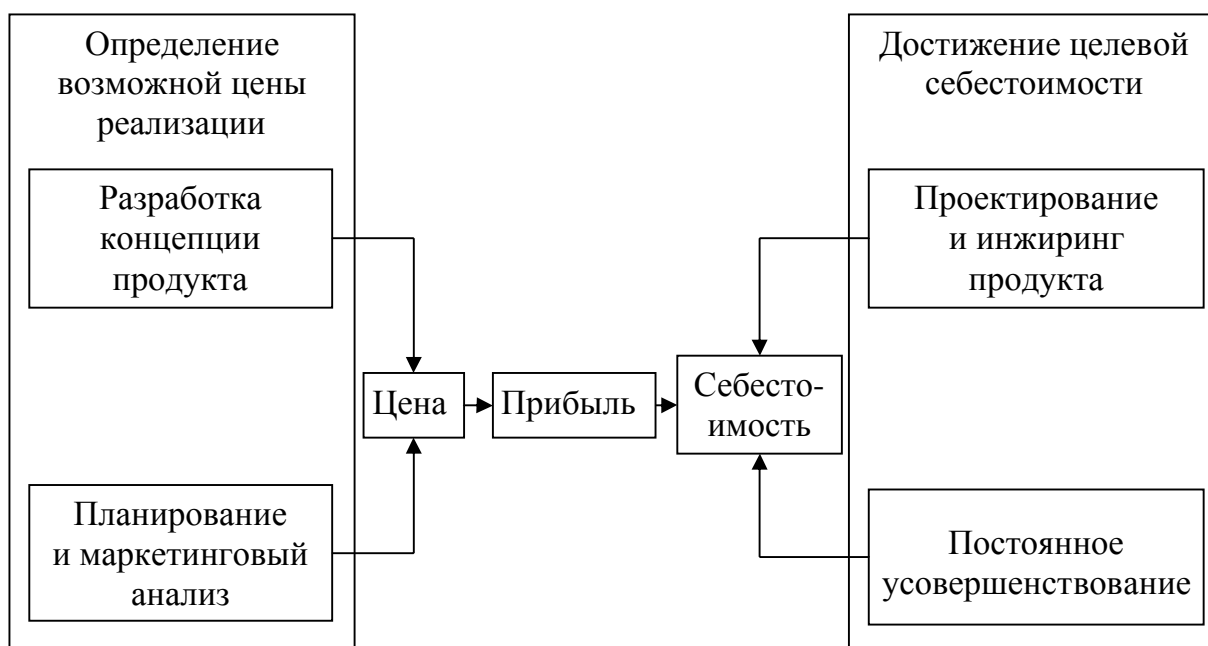 Определение
возможной цены
реализации
Разработка
концепции
продукта
Планирование
и маркетинговый
анализ
Цена
Прибыль
Себесто-
имость
Достижение целевой
себестоимости
Проектирование
и инжиринг
продукта
Постоянное
усовершенствование